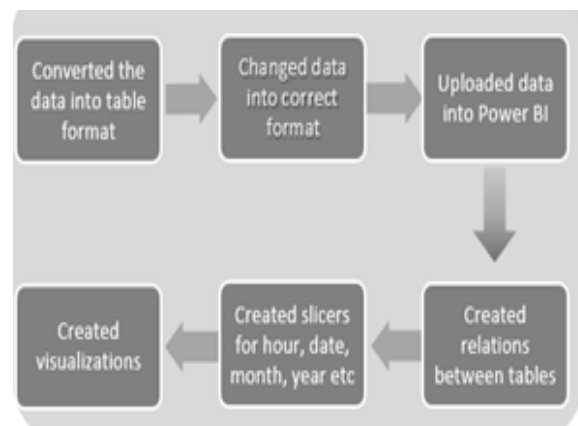 Converted the
data into table
format
Changed data
into correct
format
Uploaded data
into Power BI
Created
relations
between tables
Created slicers
for hour, date,
month, year etc
Created
visualizations